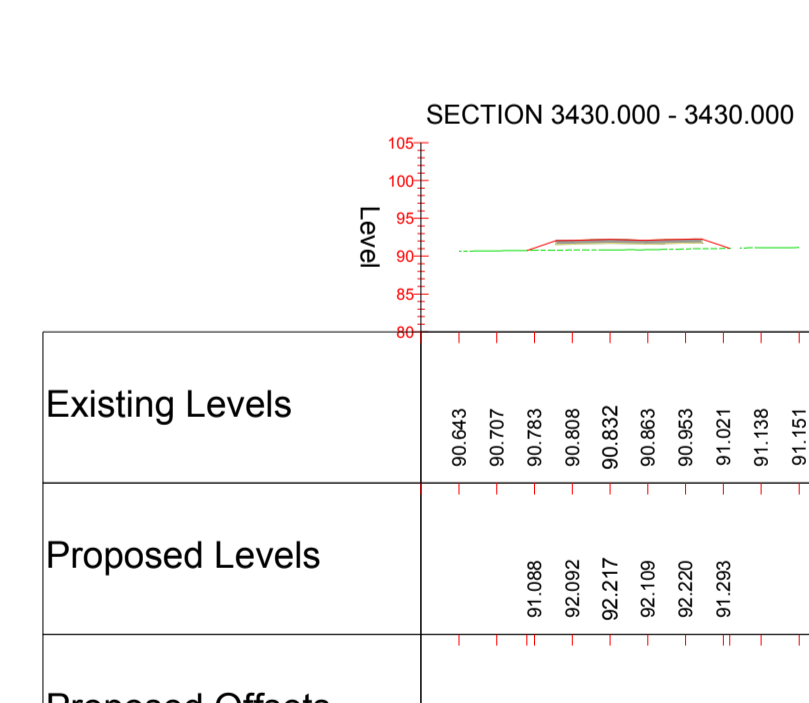 SECTION 3430.000 - 3430.000
105
100
95
90
85
80
Level
Existing Levels
90.643 90.707 90.783 90.808 90.832 90.863 90.953 91.021 91.138 91.151
Proposed Levels
91.088 92.092 92.217 92.109 92.220 91.293
Proposed Offsets